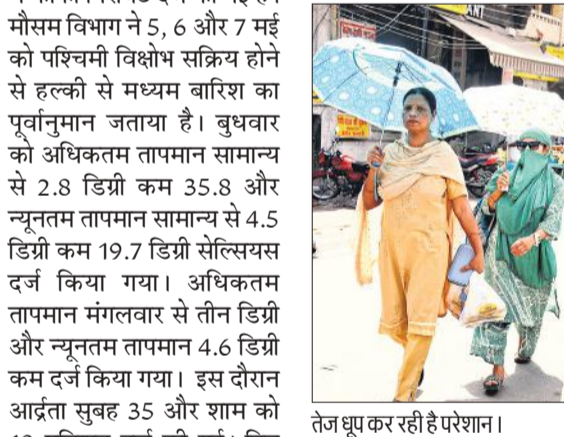 मौसम विभाग ने 5, 6 और 7 मई
को पश्चिमी विक्षोभ सक्रिय होने
से हल्की से मध्यम बारिश का
पूर्वानुमान जताया है। बुधवार
को अधिकतम तापमान सामान्य
से 2.8 डिग्री कम 35.8 और
न्यूनतम तापमान सामान्य से 4.5
डिग्री कम 19.7 डिग्री सेल्सियस
दर्ज किया गया। अधिकतम
तापमान मंगलवार से तीन डिग्री
और न्यूनतम तापमान 4.6 डिग्री
कम दर्ज किया गया। इस दौरान
आर्द्रता सुबह 35 और शाम को
ANT
तेज धूप कर रही है परेशान।